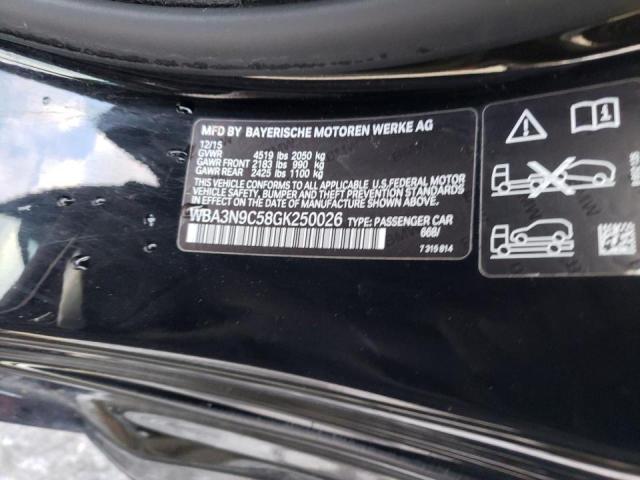 MFD BY BAYERISCHE MOTOREN WERKE AG
12/15
GVWR 4519 lbs 2050 kg
GAWR FRONT 2183 lbs 990 kg
GAWR REAR 2425 lbs 1100 kg
THIS VEHICLE CONFORMS TO ALL APPLICABLE U.S.FEDERAL MOTOR
VEHICLE SAFETY, BUMPER, AND THEFT PREVENTION STANDARDS
IN EFFECT ON THE DATE OF MANUFACTURE SHOWN ABOVE.
WBA3N9C58GK250026 TYPE: PASSENGER CAR
668/
7 315 814